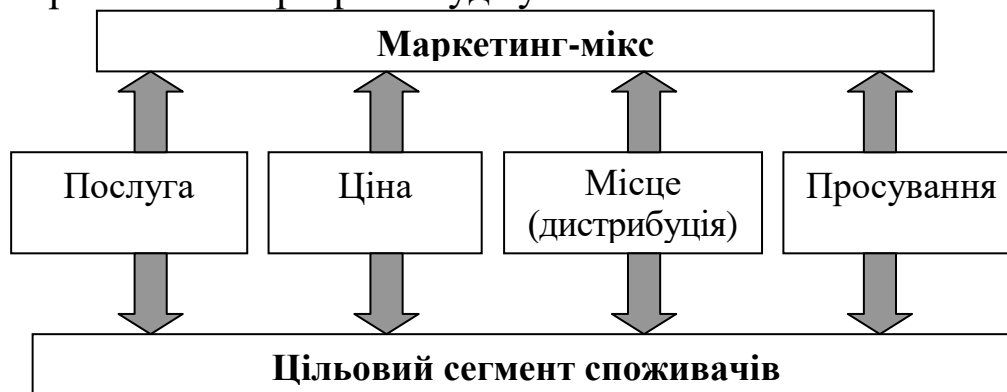 Маркетинг-мікс
Послуга
Ціна
Місце
(дистрибуція)
Просування
Цільовий сегмент споживачів